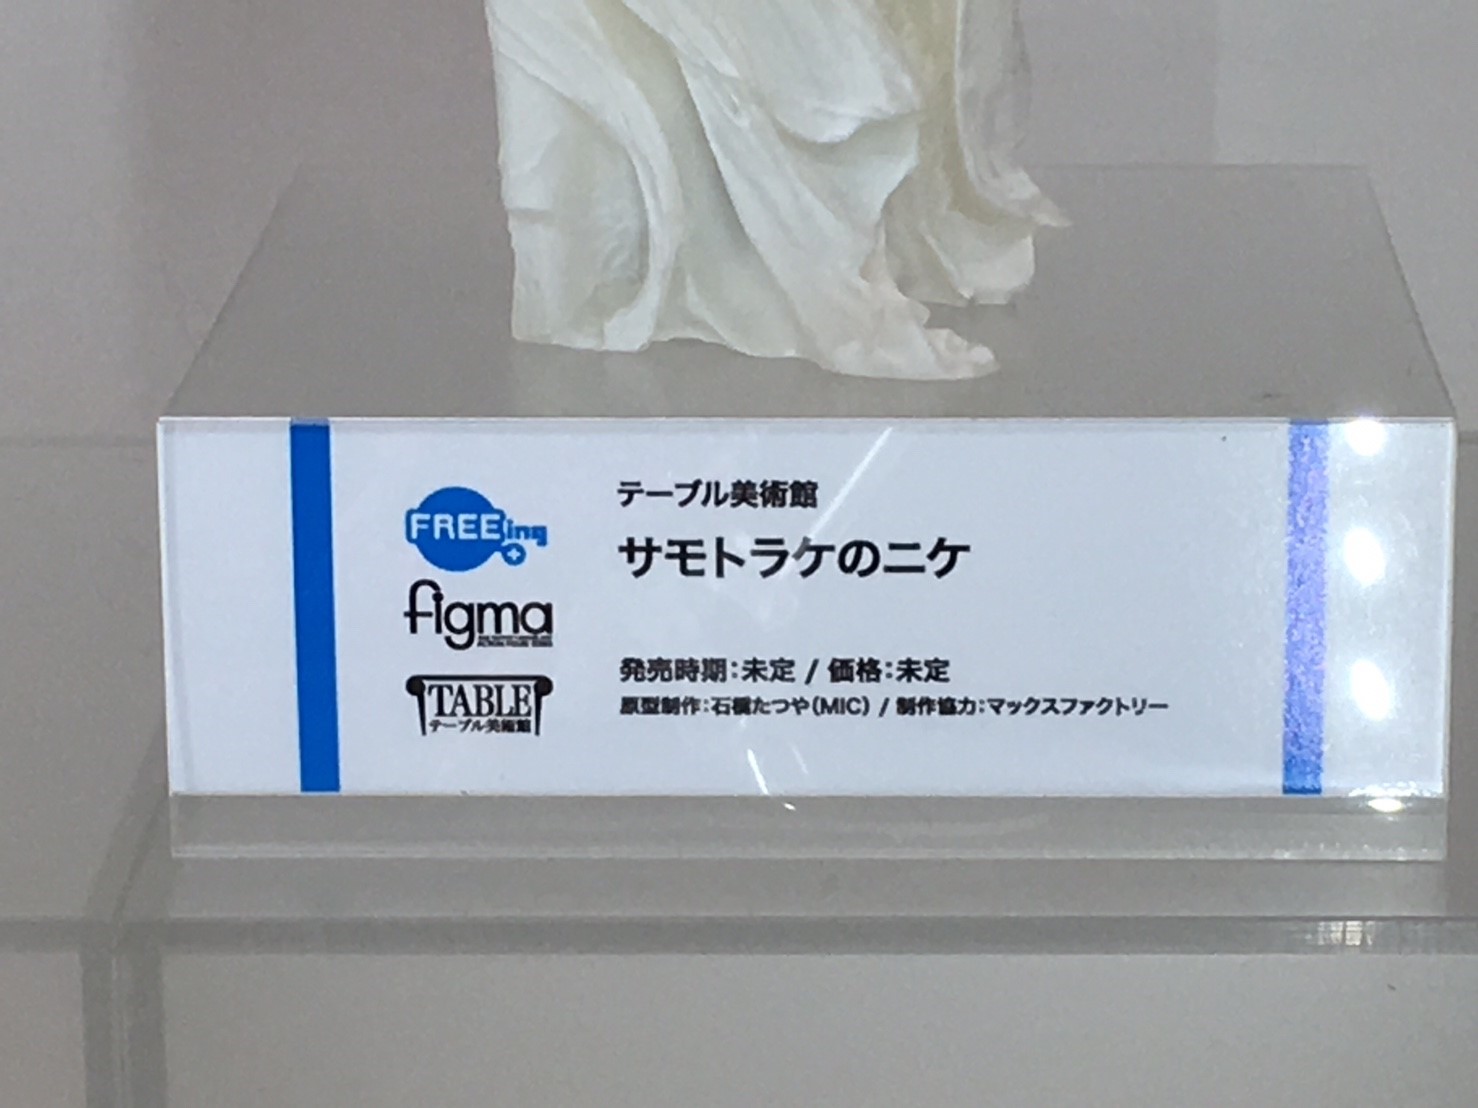 FREEing
figma
TABLE
テーブル美術館
テーブル美術館
サモトラケのニケ
発売時期：未定 / 価格：未定
原型制作：石橋たつや（MIC） / 制作協力：マックスファクトリー